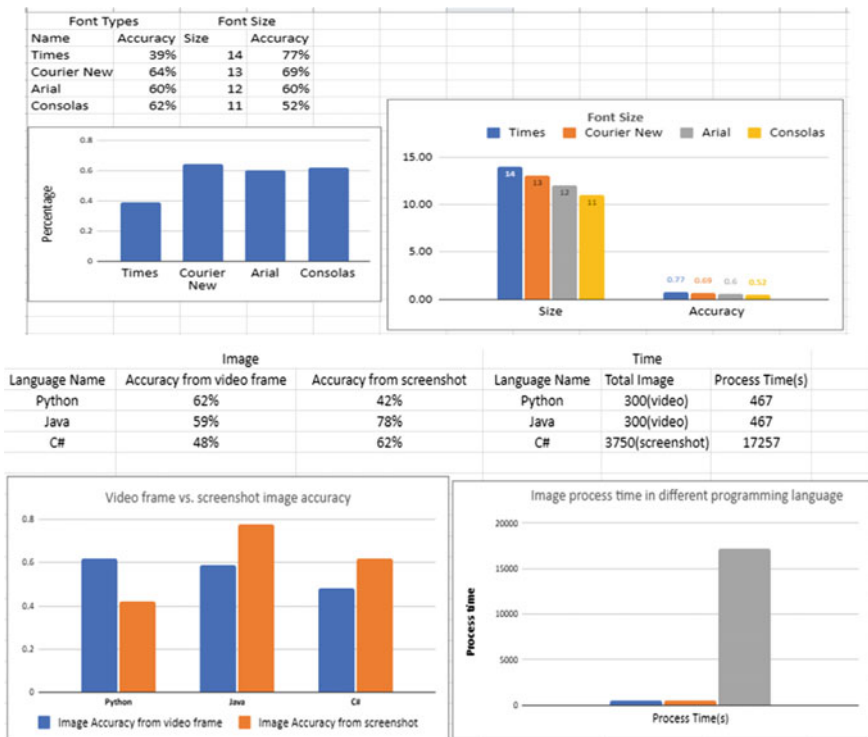 Font Types Font Size
Name Accuracy Size Accuracy
Times 39% 14 77%
Courier New 64% 13 69%
Arial 60% 12 60%
Consolas 62% 11 52%
0.8
0.6
0.4
0.2
0
Percentage
Times Courier New Arial Consolas
Font Size
Times Courier New Arial Consolas
15.00
10.00
5.00
0.00
14 13 12 11
0.77 0.69 0.6 0.52
Size Accuracy
Image
Language Name Accuracy from video frame Accuracy from screenshot
Python 62% 42%
Java 59% 78%
C# 48% 62%
Time
Language Name Total Image Process Time(s)
Python 300(video) 467
Java 300(video) 467
C# 3750(screenshot) 17257
Video frame vs. screenshot image accuracy
0.8
0.6
0.4
0.2
0
Python Java C#
Image Accuracy from video frame Image Accuracy from screenshot
Image process time in different programming language
20000
15000
10000
5000
0
Process time
Process Time(s)